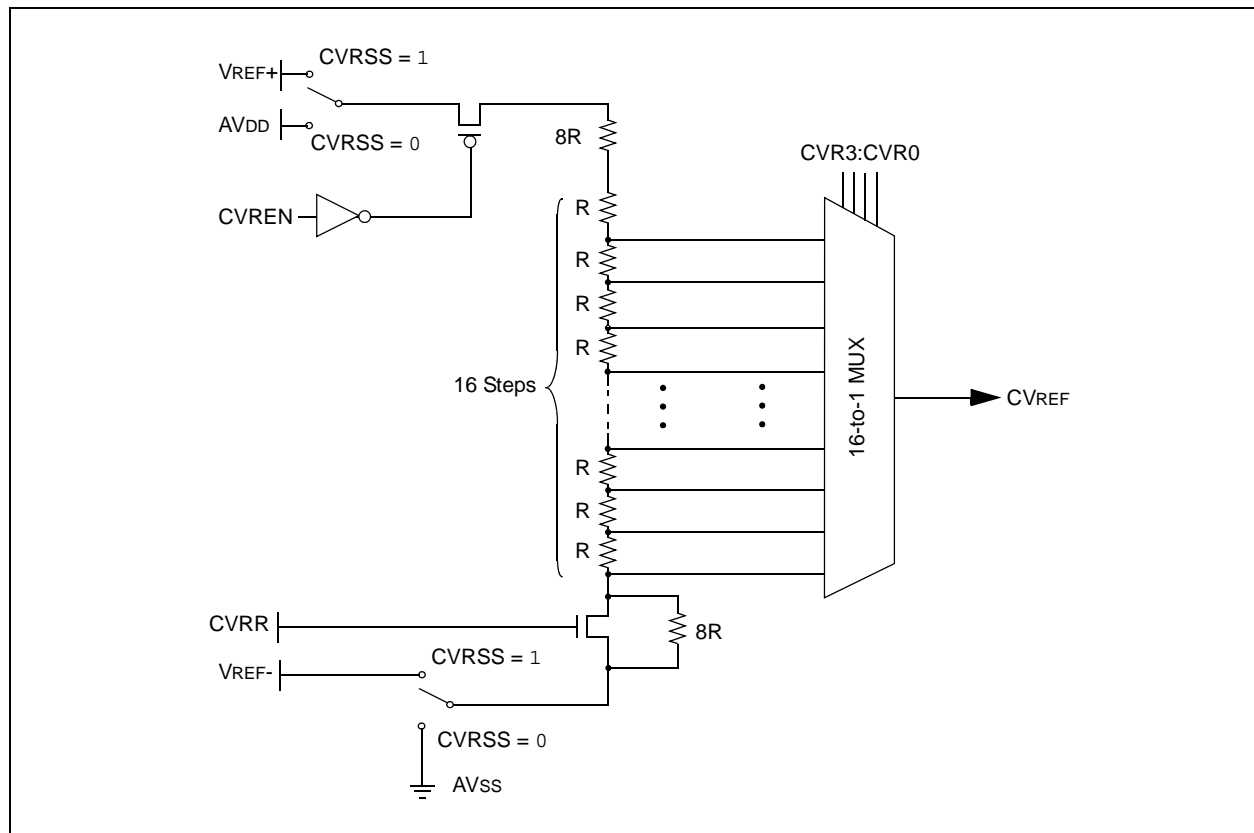 CVRSS = 1
VREF+
AVDD
CVRSS = 0
8R
CVREN
CVR3:CVR0
R
R
R
R
16 Steps
16-to-1 MUX
CVREF
R
R
R
CVRR
8R
CVRSS = 1
VREF-
CVRSS = 0
AVSS